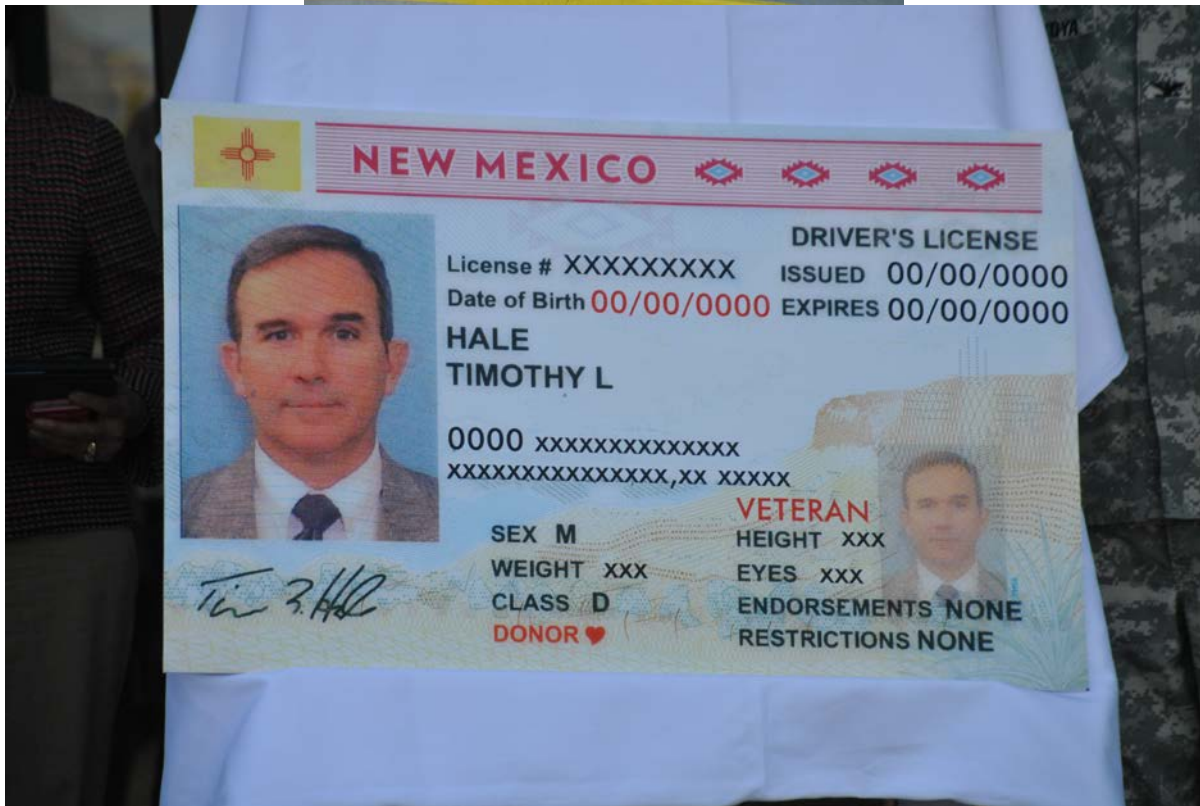 NEW MEXICO
DRIVER'S LICENSE
License # XXXXXXXXX
ISSUED 00/00/0000
Date of Birth 00/00/0000
EXPIRES 00/00/0000
HALE
TIMOTHY L
0000 xxxxxxxxxxxxxx
xxxxxxxxxxxxxxx,xx xxxxx
VETERAN
SEX M
HEIGHT XXX
WEIGHT XXX
EYES XXX
CLASS D
ENDORSEMENTS NONE
DONOR ♥
RESTRICTIONS NONE